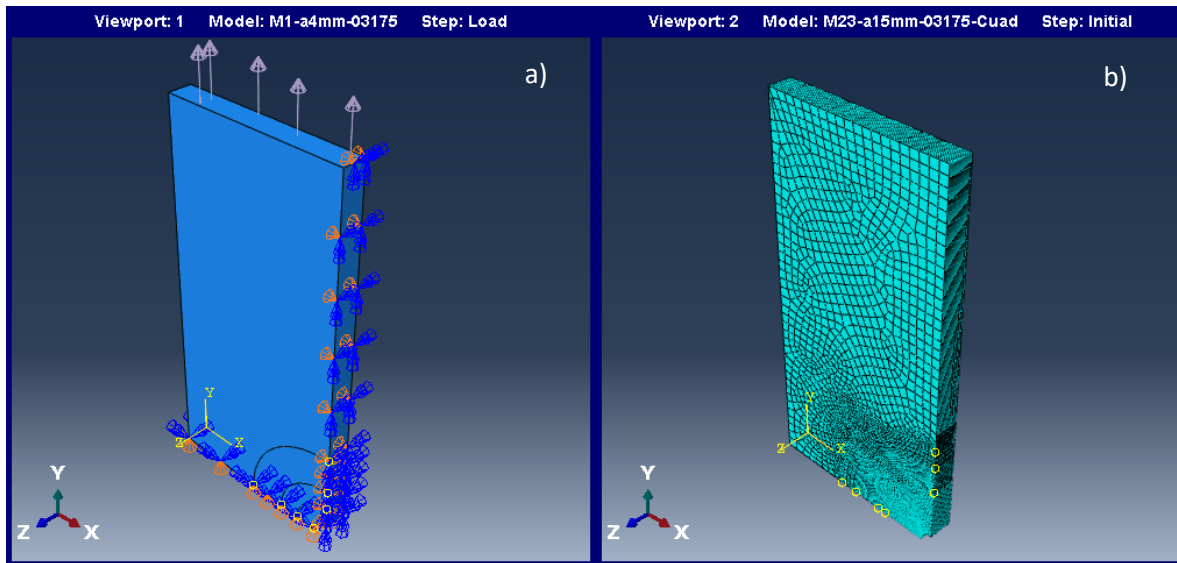 Viewport: 1 Model: M1-a4mm-03175 Step: Load
a)
Y
Z
X
Y
Z
X
Viewport: 2 Model: M23-a15mm-03175-Cuad Step: Initial
b)
Y
Z
X
Y
Z
X